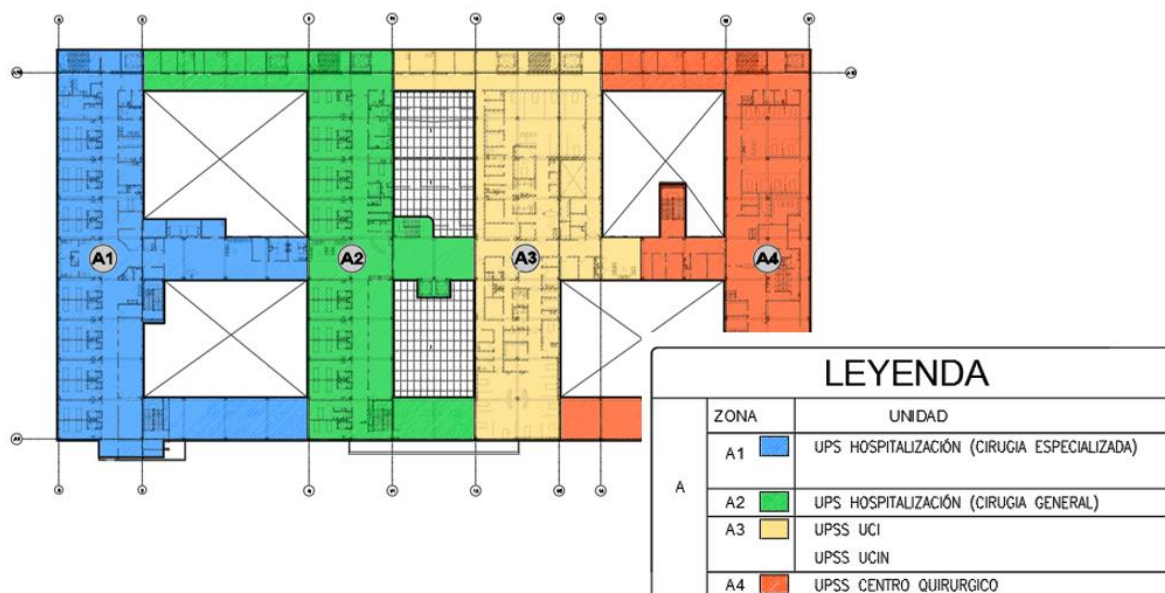 A1
A2
A3
A4
LEYENDA
ZONA UNIDAD
A
A1 UPS HOSPITALIZACIÓN (CIRUGIA ESPECIALIZADA)
A2 UPS HOSPITALIZACIÓN (CIRUGIA GENERAL)
A3 UPSS UCI
UPSS UCIN
A4 UPSS CENTRO QUIRURGICO